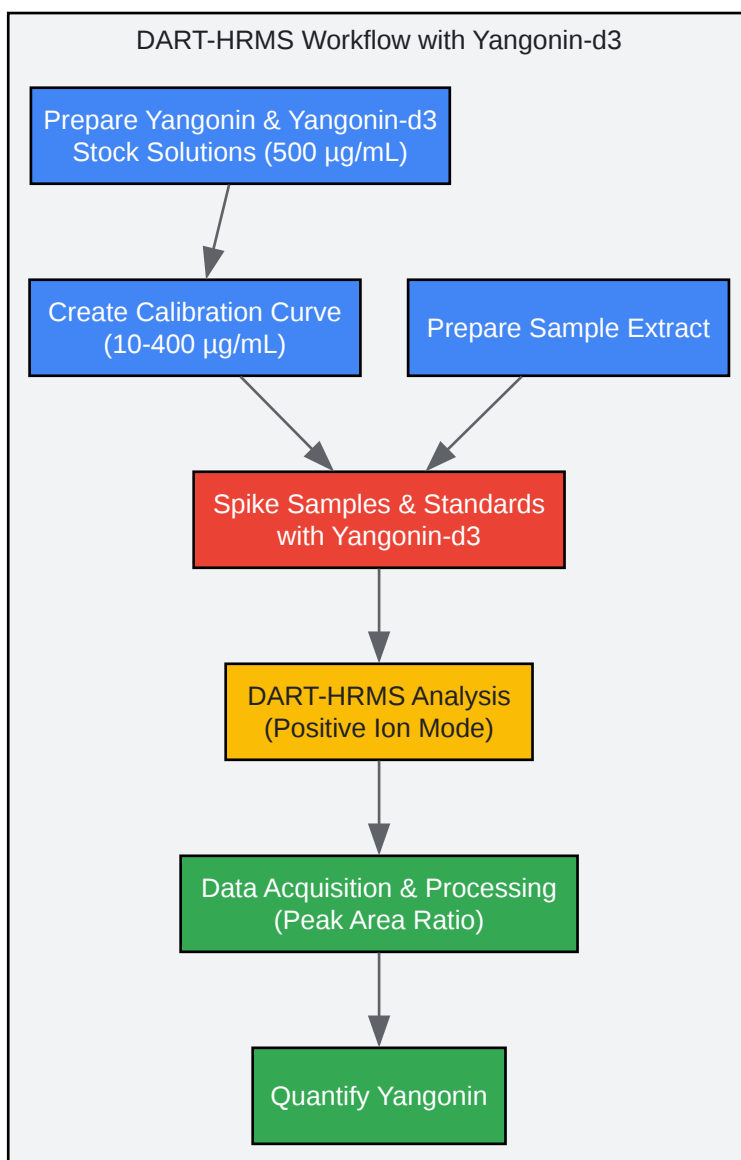 DART-HRMS Workflow with Yangonin-d3
Prepare Yangonin & Yangonin-d3
Stock Solutions (500 µg/mL)
Create Calibration Curve
(10-400 µg/mL)
Prepare Sample Extract
Spike Samples & Standards
with Yangonin-d3
DART-HRMS Analysis
(Positive Ion Mode)
Data Acquisition & Processing
(Peak Area Ratio)
Quantify Yangonin